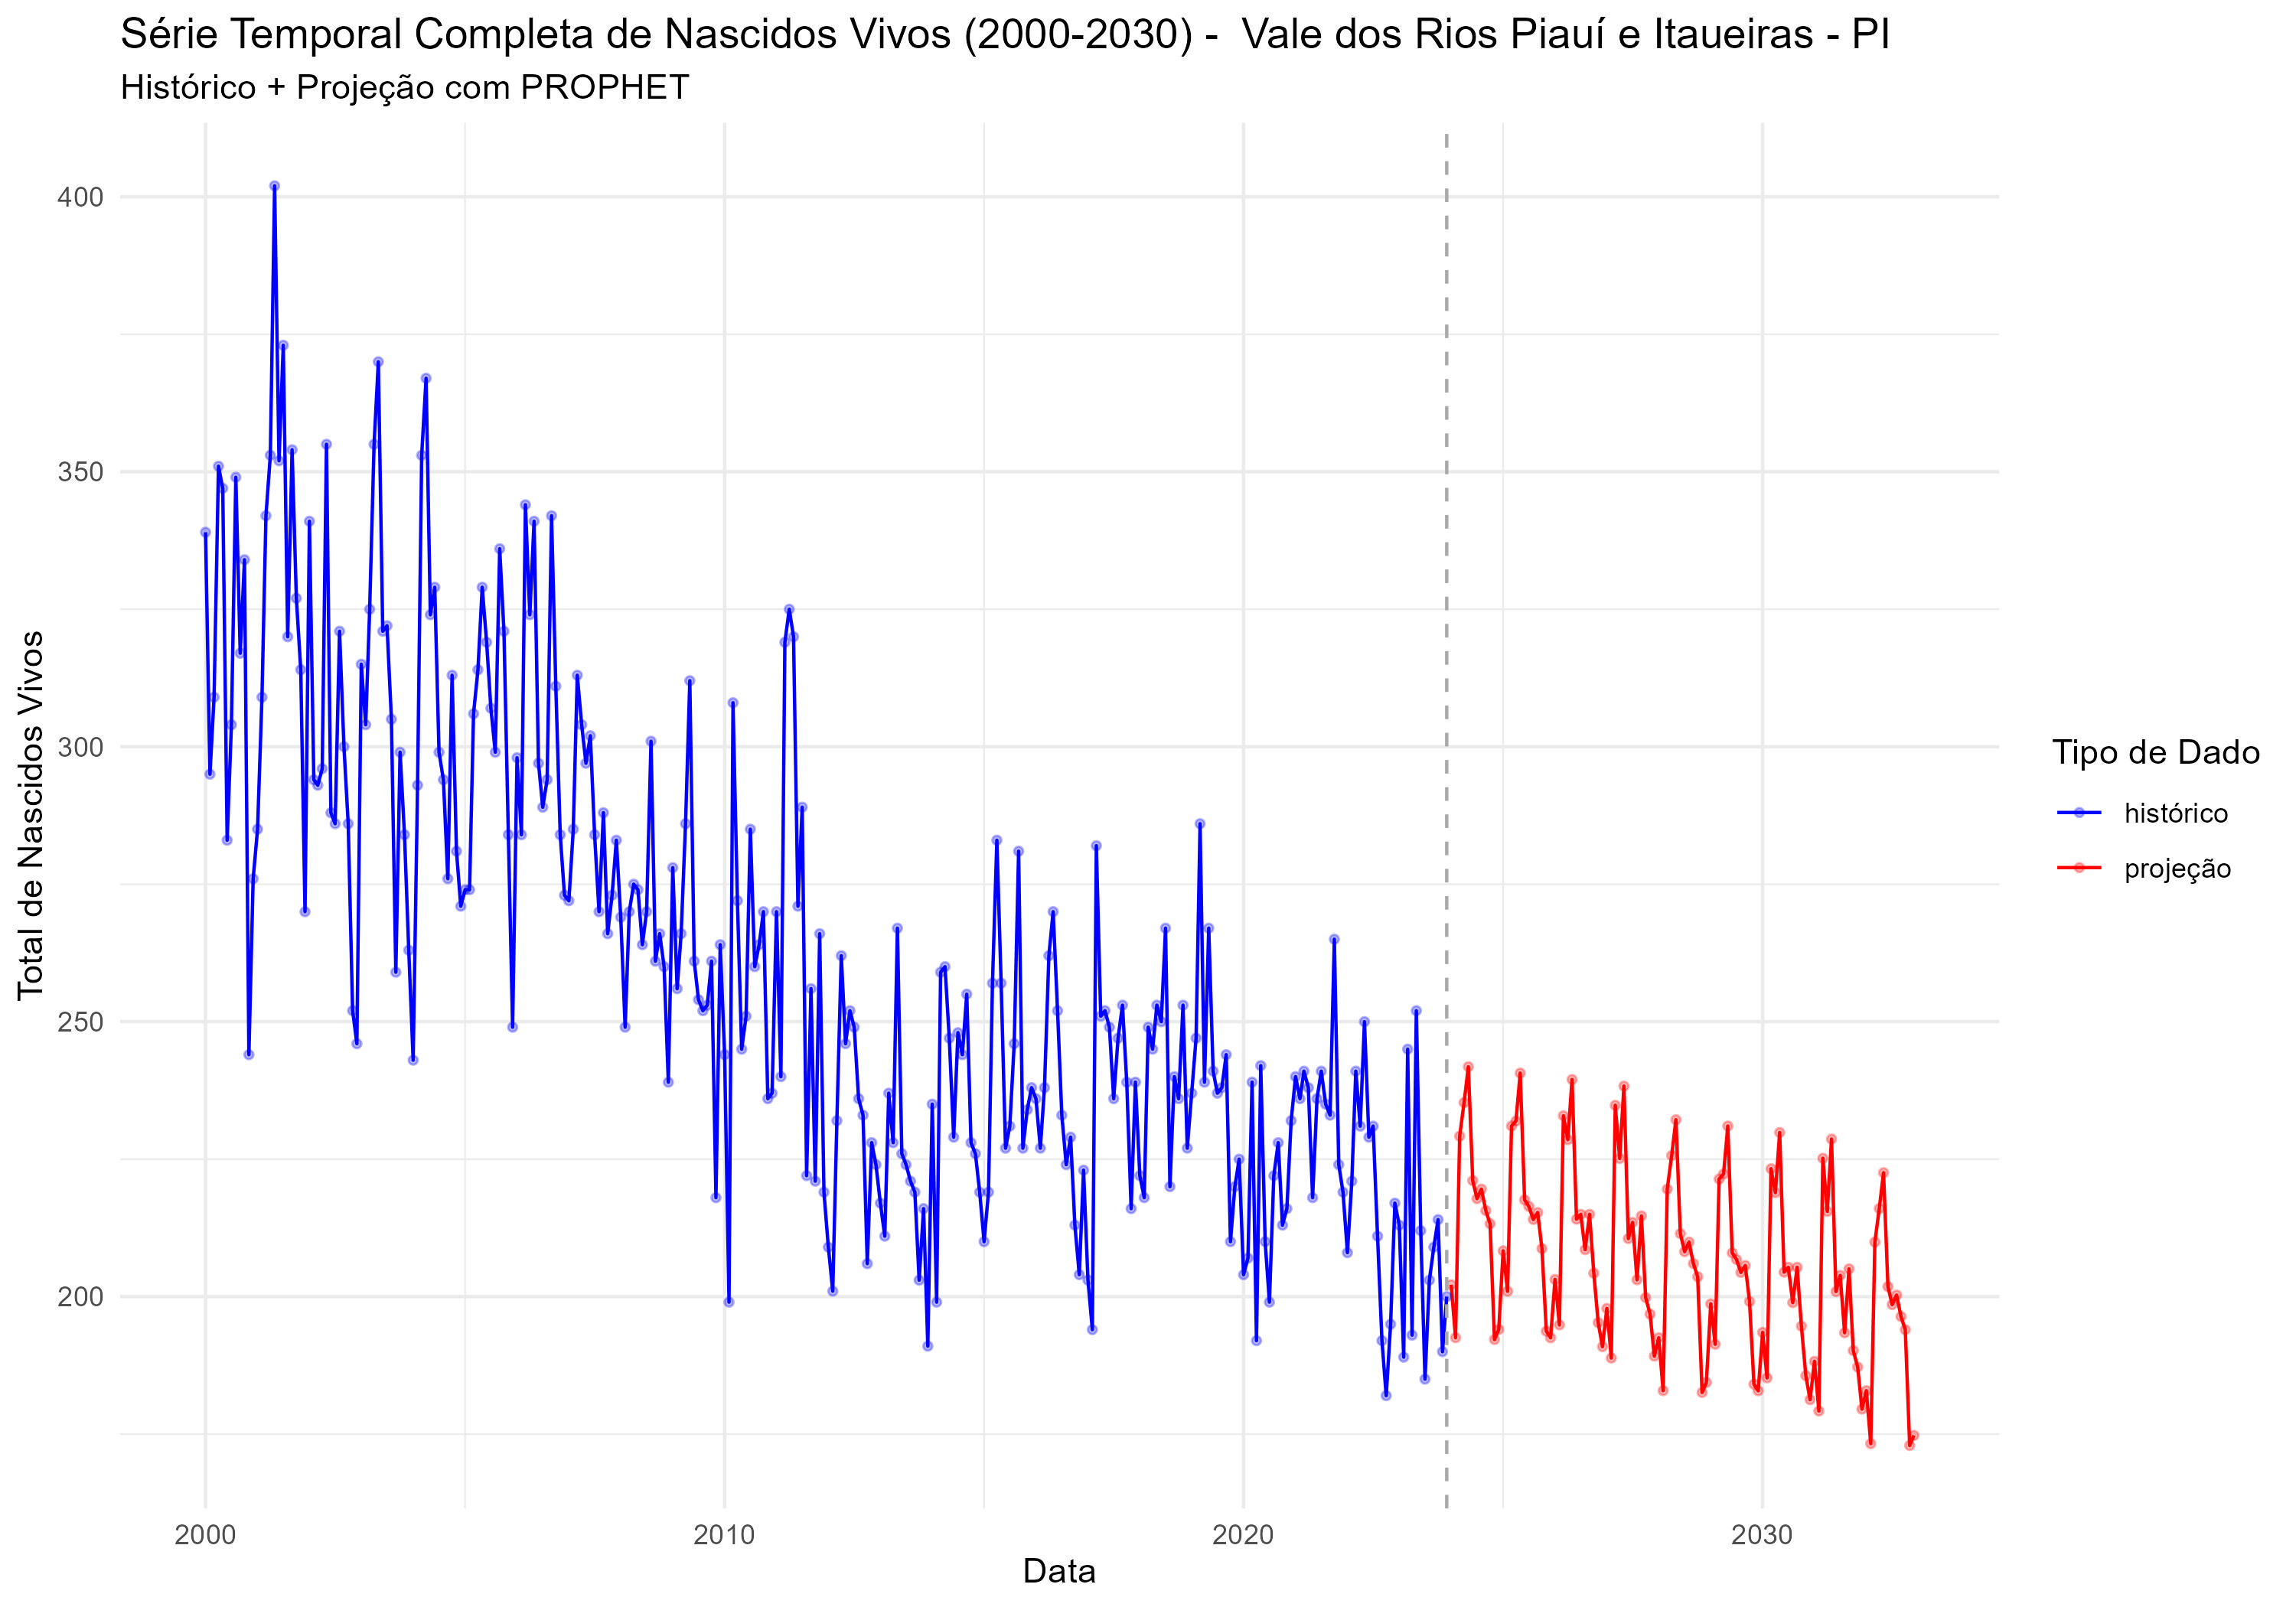 Série Temporal Completa de Nascidos Vivos (2000-2030) -  Vale dos Rios Piauí e Itaueiras - PI
Histórico + Projeção com PROPHET
Total de Nascidos Vivos
400
350
300
250
200
2000
2010
2020
2030
Data
Tipo de Dado
histórico
projeção